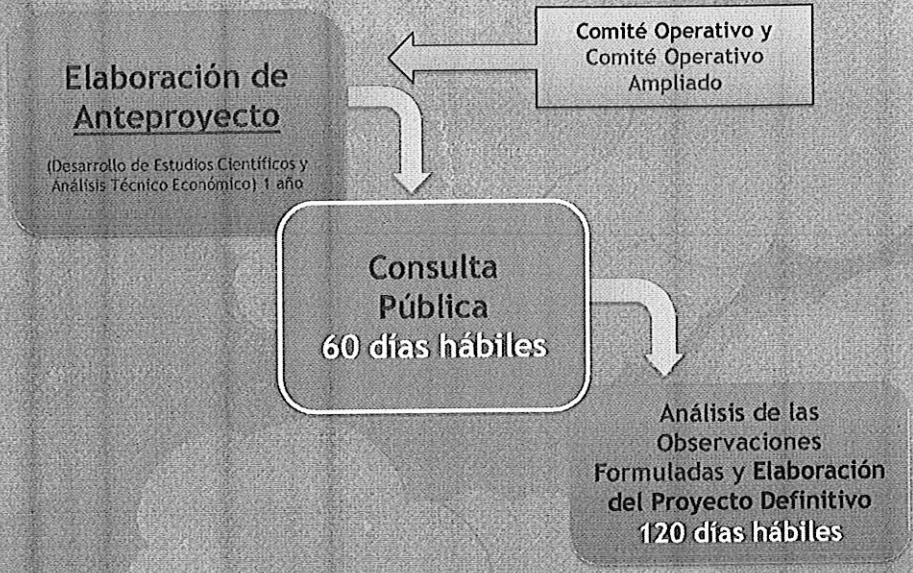 Elaboración de
Anteproyecto
(Desarrollo de Estudios Científicos y
Análisis Técnico Económico) 1 año
Comité Operativo y
Comité Operativo
Ampliado
Consulta
Pública
60 días hábiles
Análisis de las
Observaciones
Formuladas y Elaboración
del Proyecto Definitivo
120 días hábiles